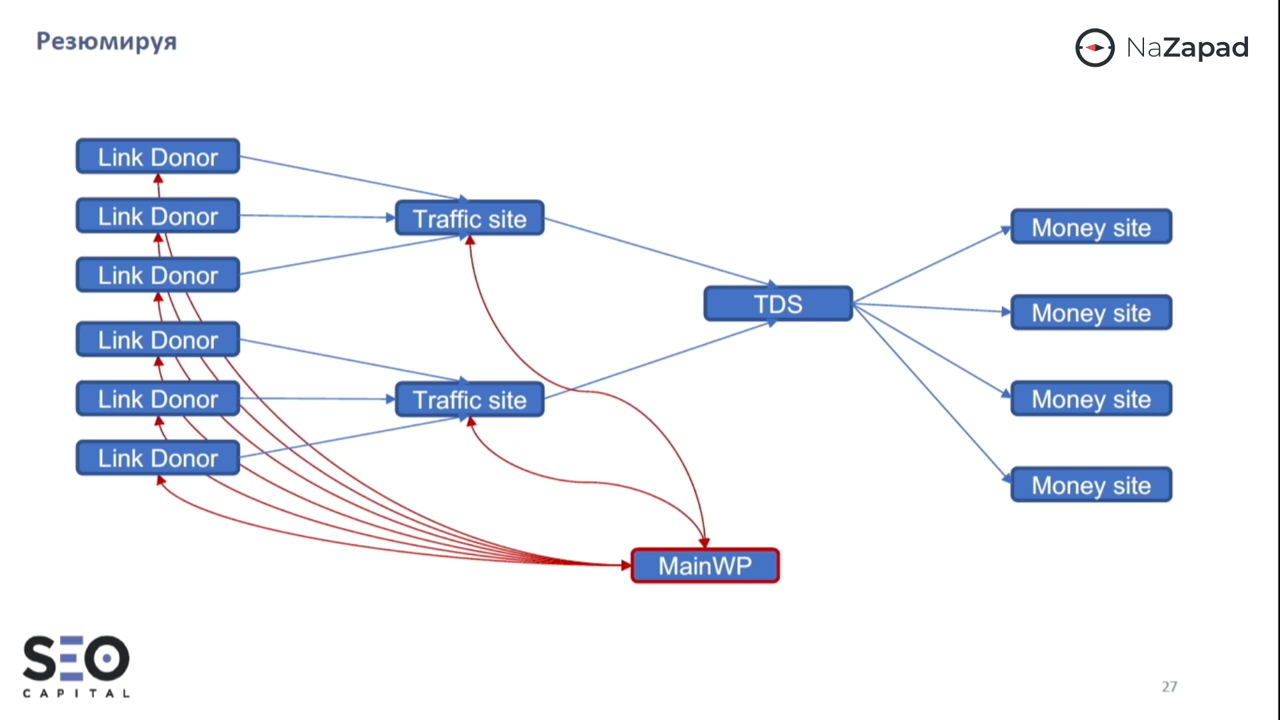 Резюмируя
NaZapad
Link Donor
Link Donor
Link Donor
Link Donor
Link Donor
Link Donor
Traffic site
Traffic site
TDS
Money site
Money site
Money site
Money site
MainWP
SEO
CAPITAL
27